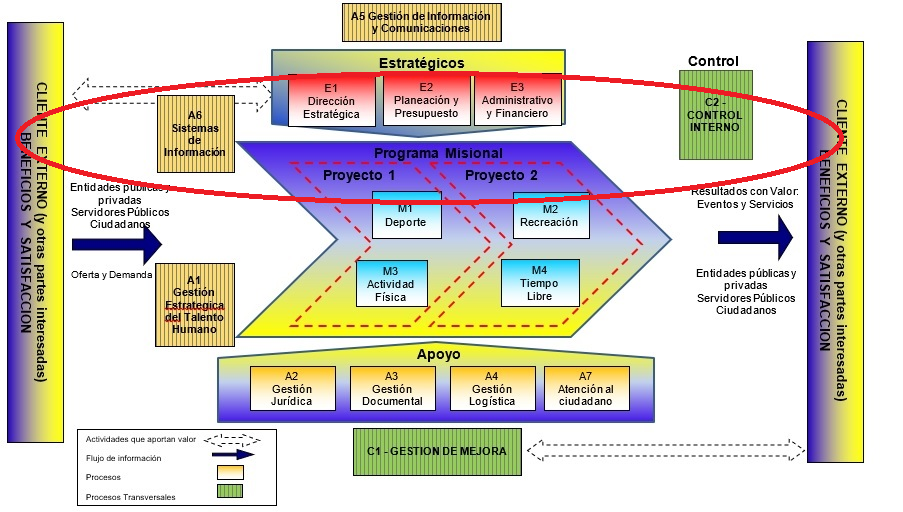 A5 Gestión de Información
y Comunicaciones
Estratégicos
E1
Dirección
Estratégica
E2
Planeación y
Presupuesto
E3
Administrativo
y Financiero
Control
C2 -
CONTROL
INTERNO
A6
Sistemas
de
Información
CLIENTE EXTERNO (y otras partes interesadas)
BENEFICIOS Y SATISFACCION
Programa Misional
Proyecto 1
Proyecto 2
Entidades públicas y
privadas
Servidores Públicos
Ciudadanos
Oferta y Demanda
A1
Gestión
Estrategica
del Talento
Humano
M1
Deporte
M2
Recreación
M3
Actividad
Física
M4
Tiempo
Libre
Resultados con Valor:
Eventos y Servicios
Entidades públicas y
privadas
Servidores Públicos
Ciudadanos
CLIENTE EXTERNO (y otras partes interesadas)
BENEFICIOS Y SATISFACCION
Apoyo
A2
Gestión
Jurídica
A3
Gestión
Documental
A4
Gestión
Logística
A7
Atención al
ciudadano
C1 - GESTION DE MEJORA
Actividades que aportan valor
Flujo de información
Procesos
Procesos Transversales